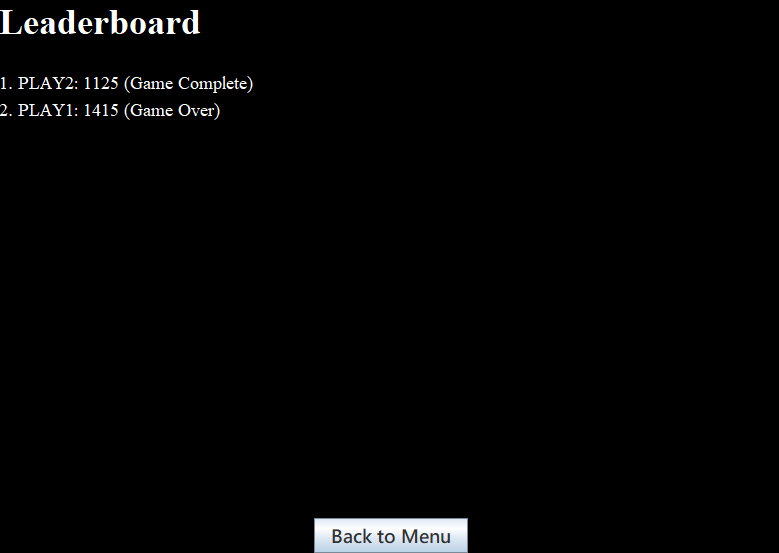 Leaderboard
1. PLAY2: 1125 (Game Complete)
2. PLAY1: 1415 (Game Over)
Back to Menu